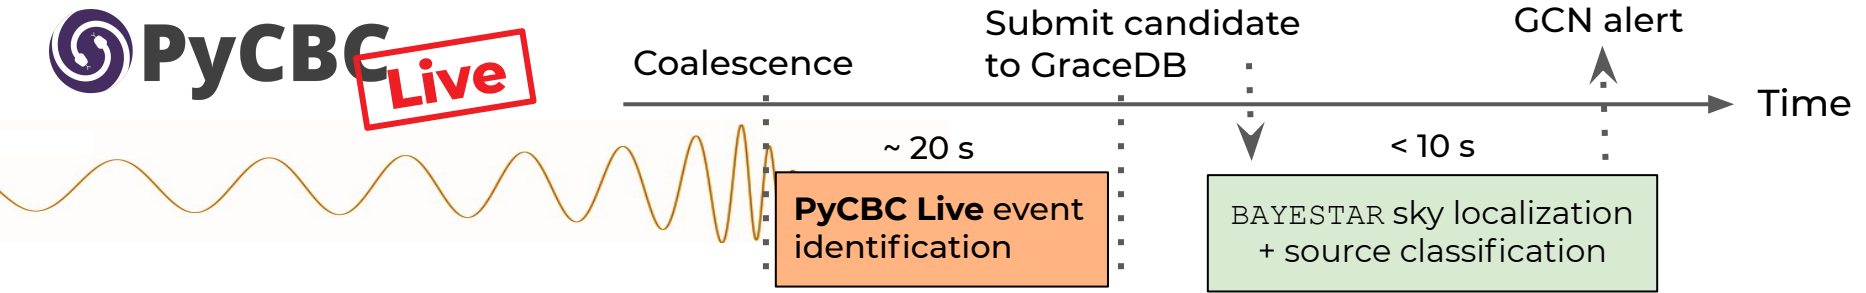 PyCBC
Live
Coalescence
Submit candidate
to GraceDB
GCN alert
Time
~ 20 s
< 10 s
PyCBC Live event
identification
BAYESTAR sky localization
+ source classification